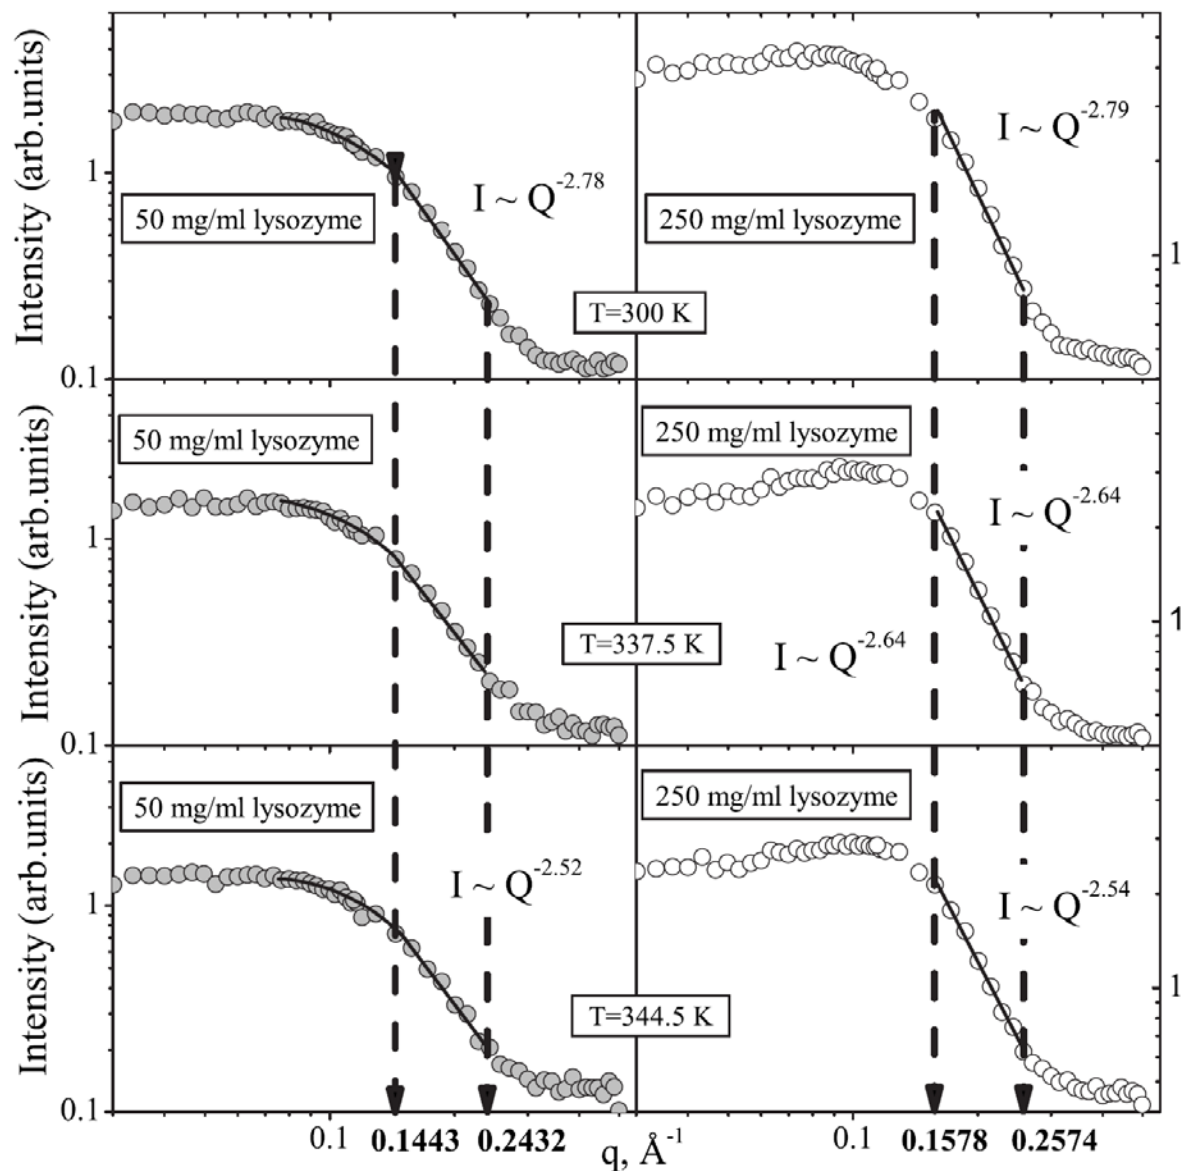 Intensity (arb.units)
1
0.1
50 mg/ml lysozyme
I ~ Q^-2.78
T=300 K
250 mg/ml lysozyme
I ~ Q^-2.79
1
Intensity (arb.units)
1
0.1
50 mg/ml lysozyme
T=337.5 K
250 mg/ml lysozyme
I ~ Q^-2.64
I ~ Q^-2.64
1
Intensity (arb.units)
1
0.1
50 mg/ml lysozyme
I ~ Q^-2.52
T=344.5 K
250 mg/ml lysozyme
I ~ Q^-2.54
1
0.1 0.1443 0.2432 q, Å^-1 0.1 0.1578 0.2574